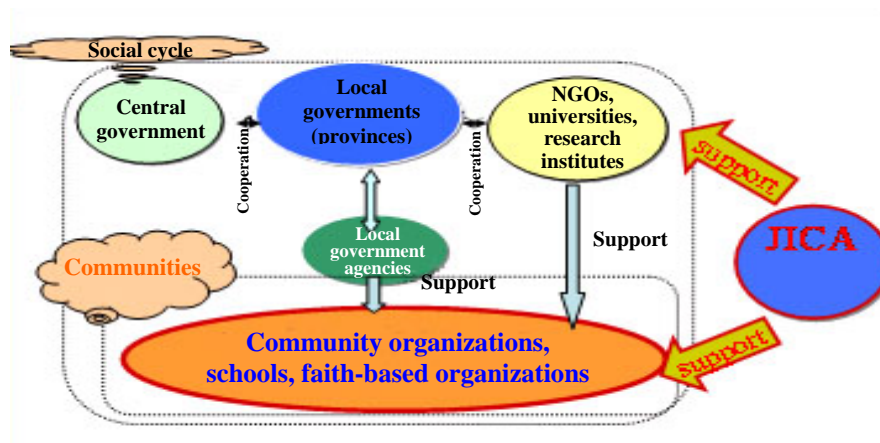 Social cycle
Central
government
Local
governments
(provinces)
NGOs,
universities,
research
institutes
Cooperation
Cooperation
support
JICA
Local
government
agencies
Support
Support
Communities
Community organizations,
schools, faith-based organizations
support